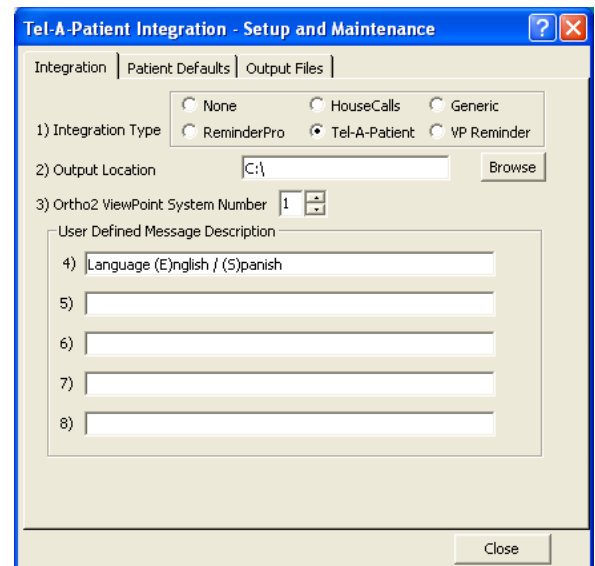 Tel-A-Patient Integration - Setup and Maintenance
Integration Patient Defaults Output Files
None HouseCalls Generic
1) Integration Type ReminderPro Tel-A-Patient VP Reminder
2) Output Location C:\ Browse
3) Ortho2 ViewPoint System Number 1
User Defined Message Description
4) Language (E)nglish / (S)panish
5)
6)
7)
8)
Close